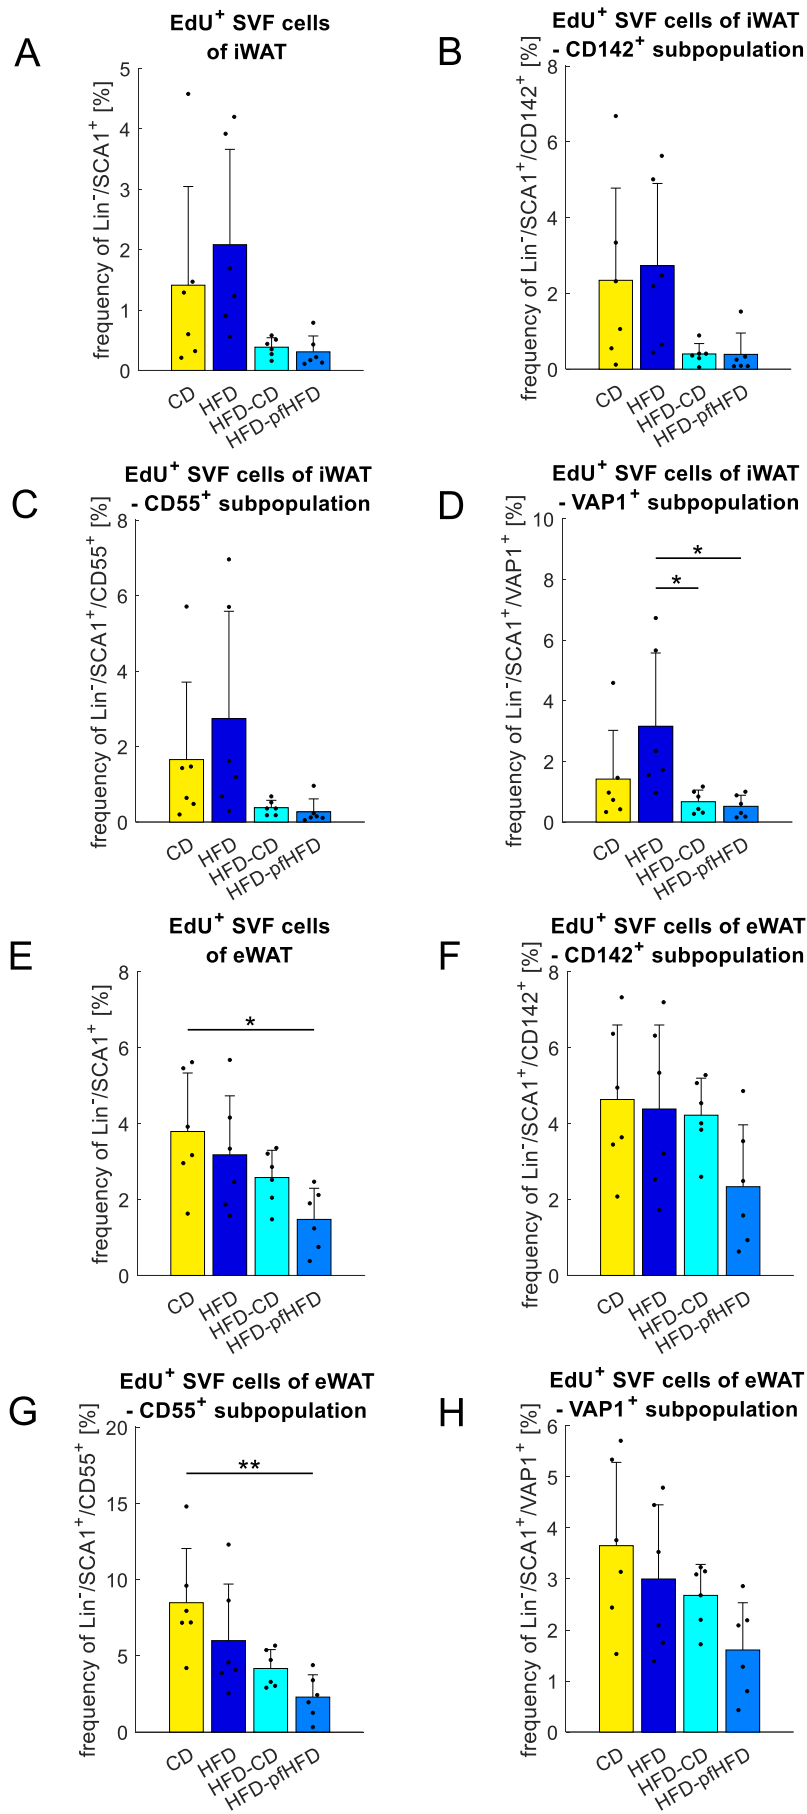 A
EdU+ SVF cells
of iWAT
frequency of Lin-/SCA1+ [%]
5
4
3
2
1
0
CD
HFD
HFD-CD
HFD-pfHFD
B
EdU+ SVF cells of iWAT
- CD142+ subpopulation
frequency of Lin-/SCA1+/CD142+ [%]
8
6
4
2
0
CD
HFD
HFD-CD
HFD-pfHFD
C
EdU+ SVF cells of iWAT
- CD55+ subpopulation
frequency of Lin-/SCA1+/CD55+ [%]
8
6
4
2
0
CD
HFD
HFD-CD
HFD-pfHFD
D
EdU+ SVF cells of iWAT
- VAP1+ subpopulation
frequency of Lin-/SCA1+/VAP1+ [%]
10
8
6
4
2
0
*
*
CD
HFD
HFD-CD
HFD-pfHFD
E
EdU+ SVF cells
of eWAT
frequency of Lin-/SCA1+ [%]
8
6
4
2
0
*
CD
HFD
HFD-CD
HFD-pfHFD
F
EdU+ SVF cells of eWAT
- CD142+ subpopulation
frequency of Lin-/SCA1+/CD142+ [%]
8
6
4
2
0
CD
HFD
HFD-CD
HFD-pfHFD
G
EdU+ SVF cells of eWAT
- CD55+ subpopulation
frequency of Lin-/SCA1+/CD55+ [%]
20
15
10
5
0
**
CD
HFD
HFD-CD
HFD-pfHFD
H
EdU+ SVF cells of eWAT
- VAP1+ subpopulation
frequency of Lin-/SCA1+/VAP1+ [%]
6
5
4
3
2
1
0
CD
HFD
HFD-CD
HFD-pfHFD